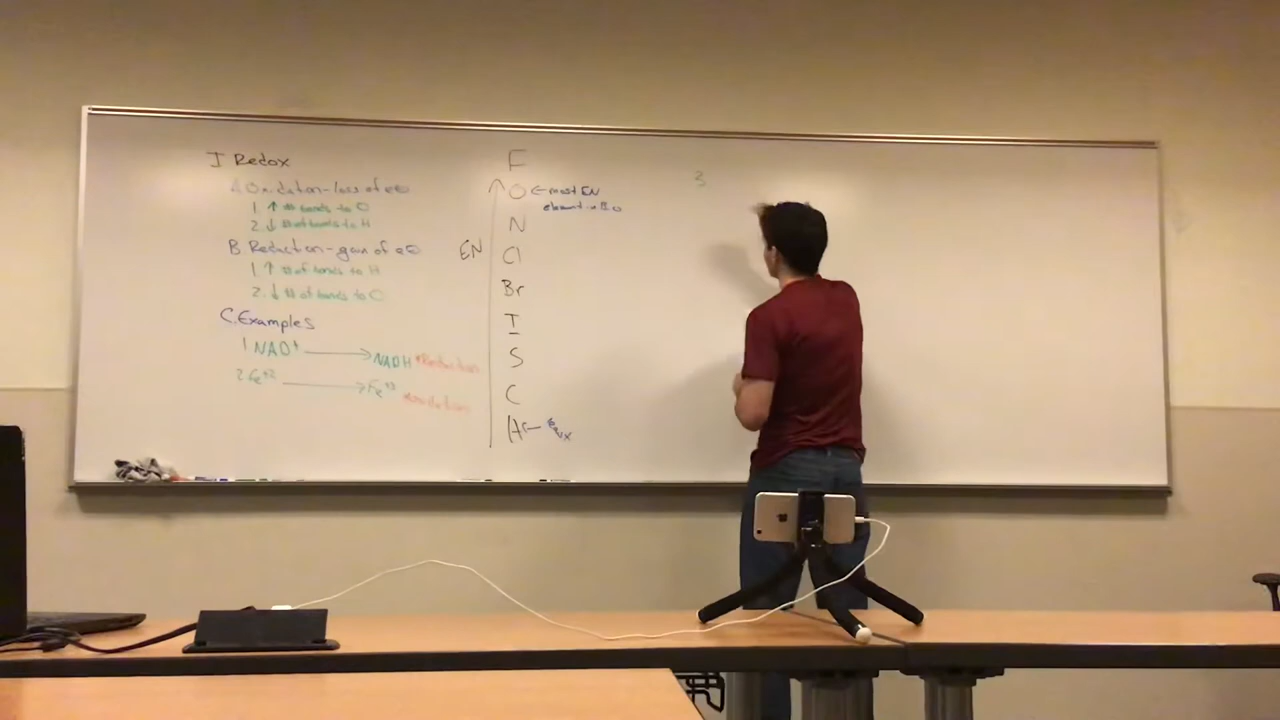 I Redox
A Oxidation-loss of e⊖
1. ↑ # bonds to O
2. ↓ # of bonds to H
B Reduction-gain of e⊖
1. ↑ # of bonds to H
2. ↓ # of bonds to O
C. Examples
1 NAD+ → NADH *Reduction
2 Fe+2 → Fe+3 *oxidation
EN
F
O ← most EN
element in
N
Cl
Br
I
S
C
H ←
3